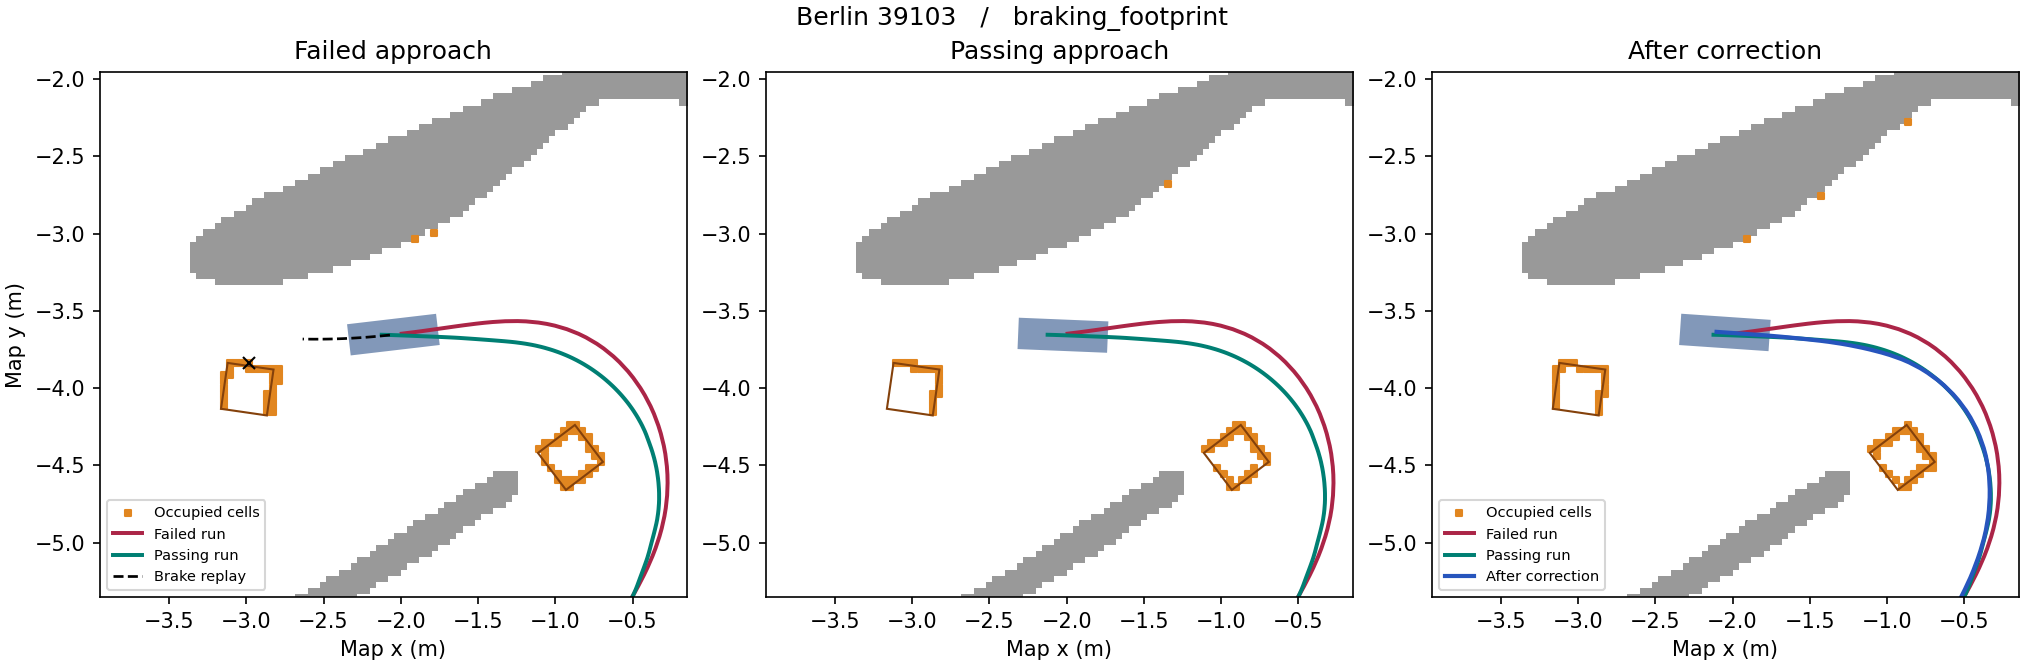 Berlin 39103 / braking_footprint
Failed approach
Passing approach
After correction
Map y (m)
−2.0
−2.5
−3.0
−3.5
−4.0
−4.5
−5.0
Occupied cells
Failed run
Passing run
Brake replay
−3.5 −3.0 −2.5 −2.0 −1.5 −1.0 −0.5
Map x (m)
−2.0
−2.5
−3.0
−3.5
−4.0
−4.5
−5.0
−3.5 −3.0 −2.5 −2.0 −1.5 −1.0 −0.5
Map x (m)
−2.0
−2.5
−3.0
−3.5
−4.0
−4.5
−5.0
Occupied cells
Failed run
Passing run
After correction
−3.5 −3.0 −2.5 −2.0 −1.5 −1.0 −0.5
Map x (m)